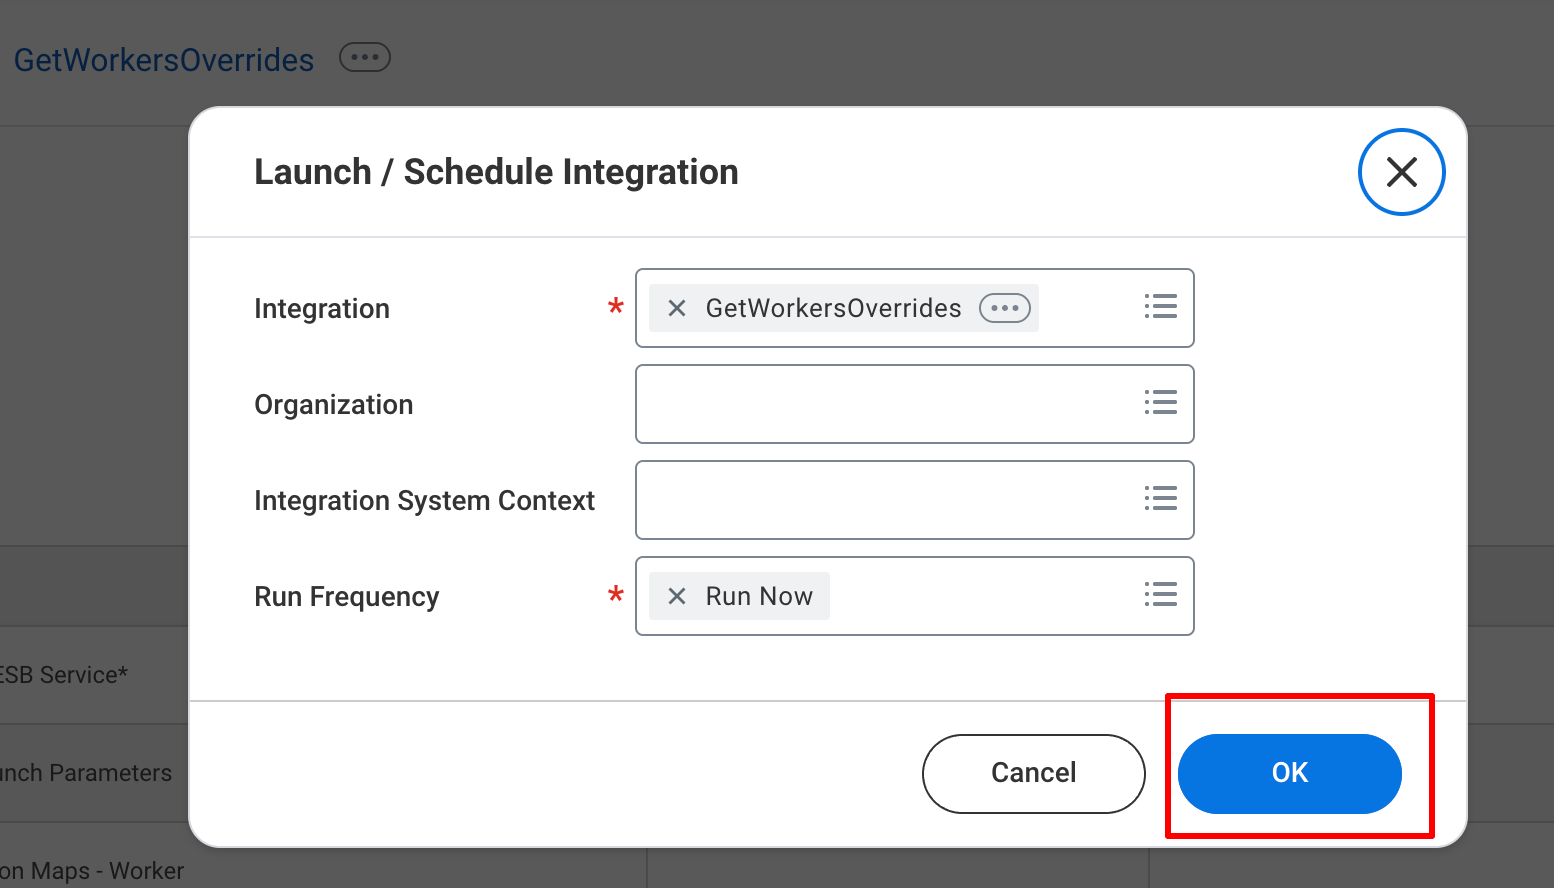 GetWorkersOverrides
Launch / Schedule Integration
Integration * GetWorkersOverrides
Organization
Integration System Context
Run Frequency * Run Now
ESB Service*
unch Parameters
Cancel OK
on Maps - Worker